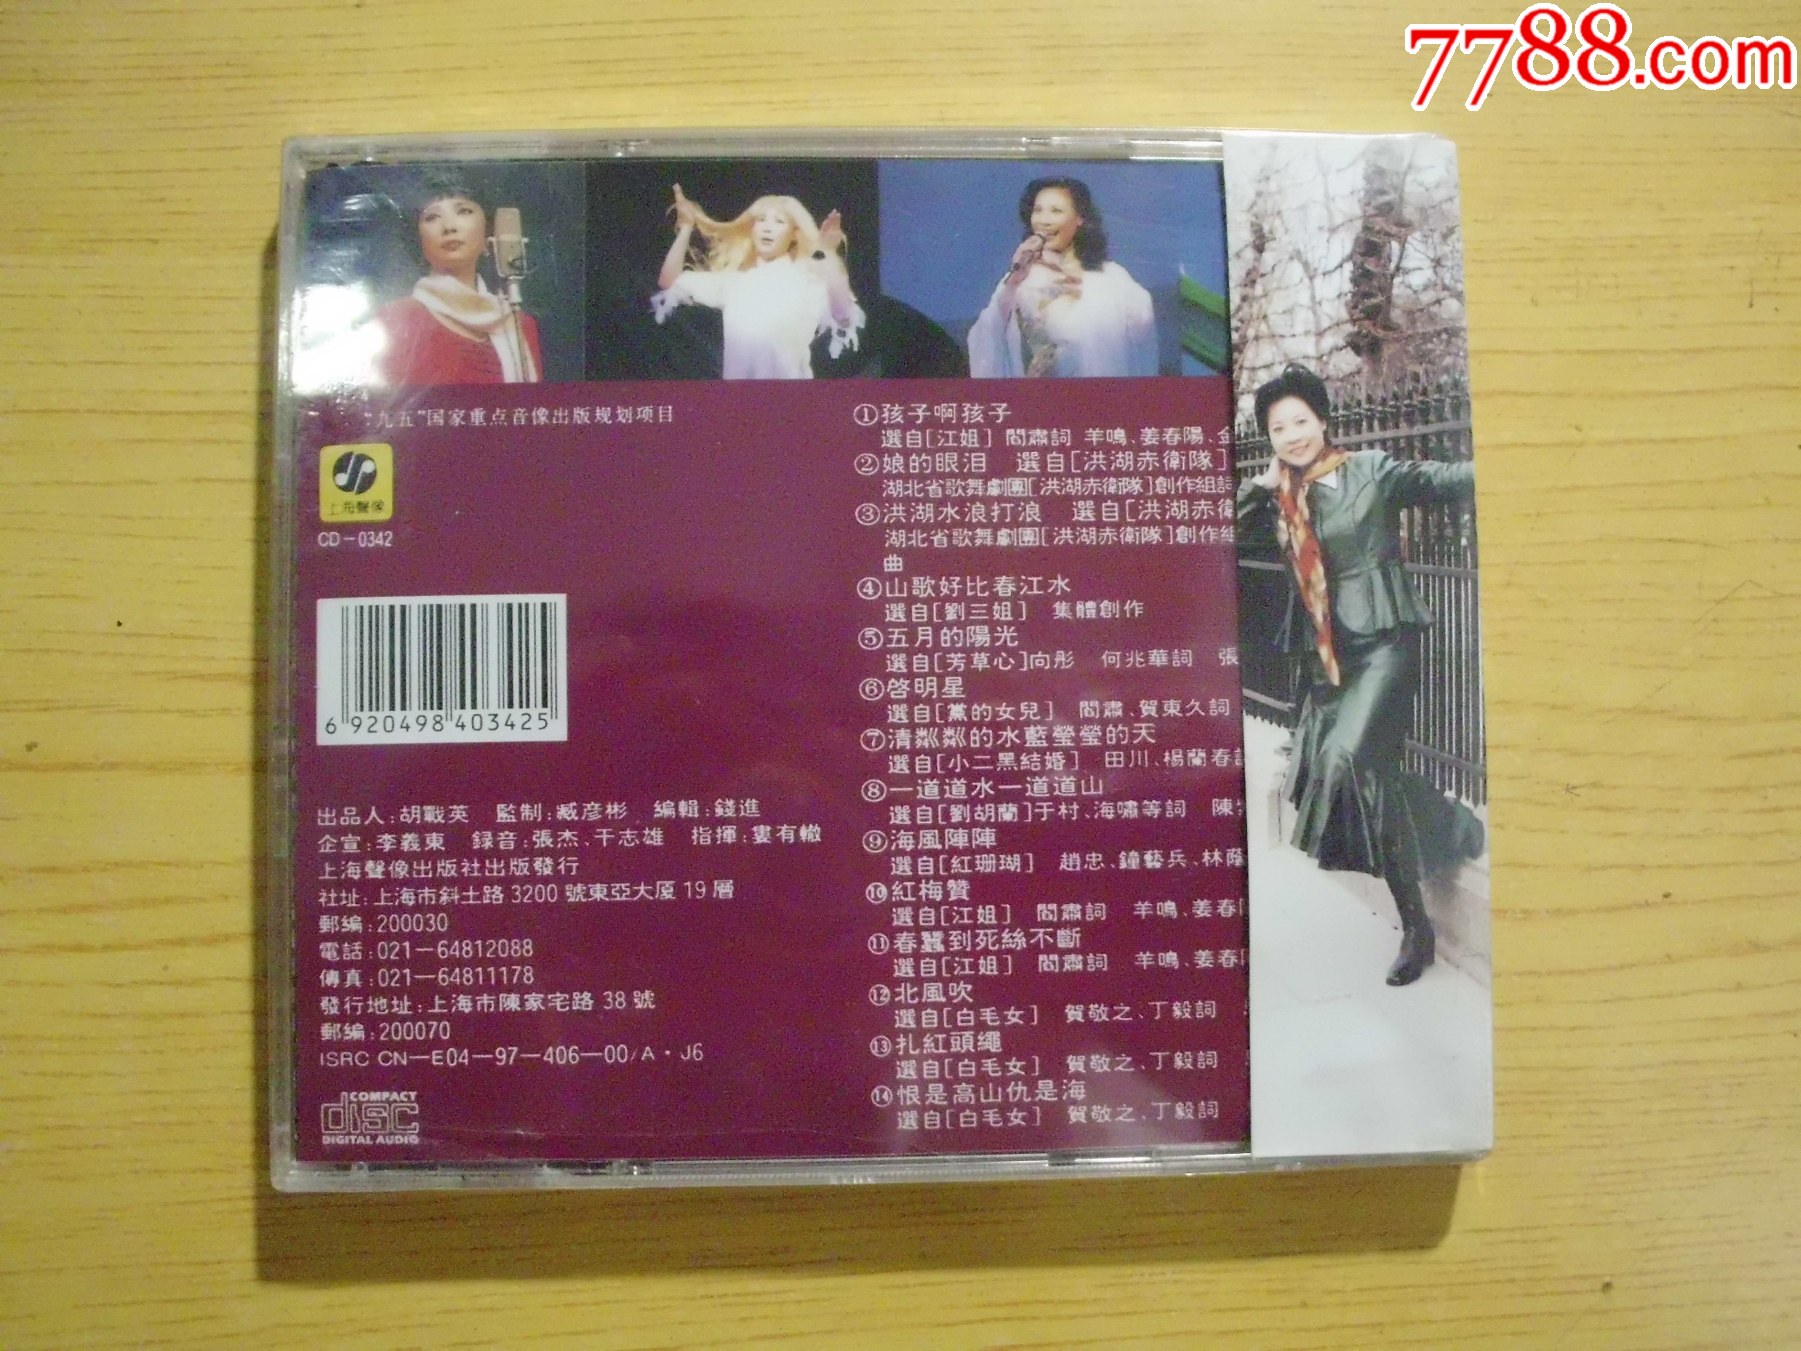 7788.com
“九五”国家重点音像出版规划项目
上海聲像
CD-0342
6 920498 403425
出品人:胡戰英 監制:臧彦彬 編輯:錢進
企宣:李義東 録音:張杰、干志雄 指揮:婁有轍
上海聲像出版社出版發行
社址:上海市斜土路3200號東亞大厦19層
郵編:200030
電話:021-64812088
傳真:021-64811178
發行地址:上海市陳家宅路38號
郵編:200070
ISRC CN-E04-97-406-00/A·J6
COMPACT
disc
DIGITAL AUDIO
①孩子啊孩子
選自[江姐] 閻肅詞 羊鳴、姜春陽、金
②娘的眼泪 選自[洪湖赤衛隊]
湖北省歌舞劇團[洪湖赤衛隊]創作組詞
③洪湖水浪打浪 選自[洪湖赤衛
湖北省歌舞劇團[洪湖赤衛隊]創作組
曲
④山歌好比春江水
選自[劉三姐] 集體創作
⑤五月的陽光
選自[芳草心]向彤 何兆華詞 張
⑥啓明星
選自[黨的女兒] 閻肅、賀東久詞
⑦清粼粼的水藍瑩瑩的天
選自[小二黑結婚] 田川、楊蘭春
⑧一道道水一道道山
選自[劉胡蘭]于村、海嘯等詞 陳
⑨海風陣陣
選自[紅珊瑚] 趙忠、鐘藝兵、林蔭
⑩紅梅贊
選自[江姐] 閻肅詞 羊鳴、姜春
⑪春蠶到死絲不斷
選自[江姐] 閻肅詞 羊鳴、姜春
⑫北風吹
選自[白毛女] 賀敬之、丁毅詞
⑬扎紅頭繩
選自[白毛女] 賀敬之、丁毅詞
⑭恨是高山仇是海
選自[白毛女] 賀敬之、丁毅詞